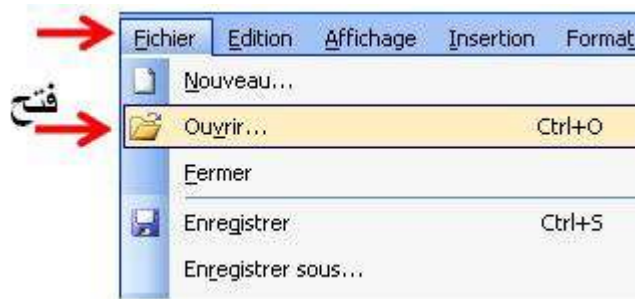 Fichier Edition Affichage Insertion Format
Nouveau...
فتح
Ouvrir... Ctrl+O
Fermer
Enregistrer Ctrl+S
Enregistrer sous...